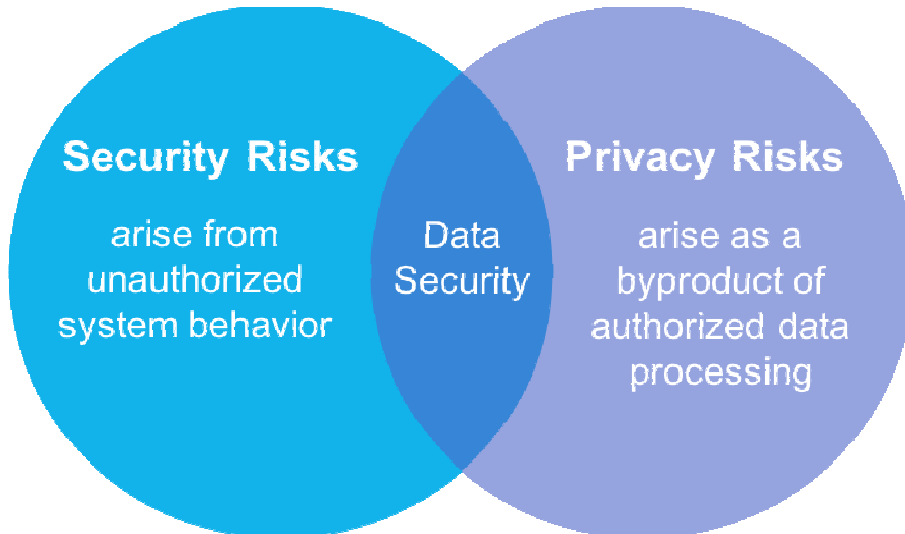 Security Risks
arise from
unauthorized
system behavior
Data
Security
Privacy Risks
arise as a
byproduct of
authorized data
processing